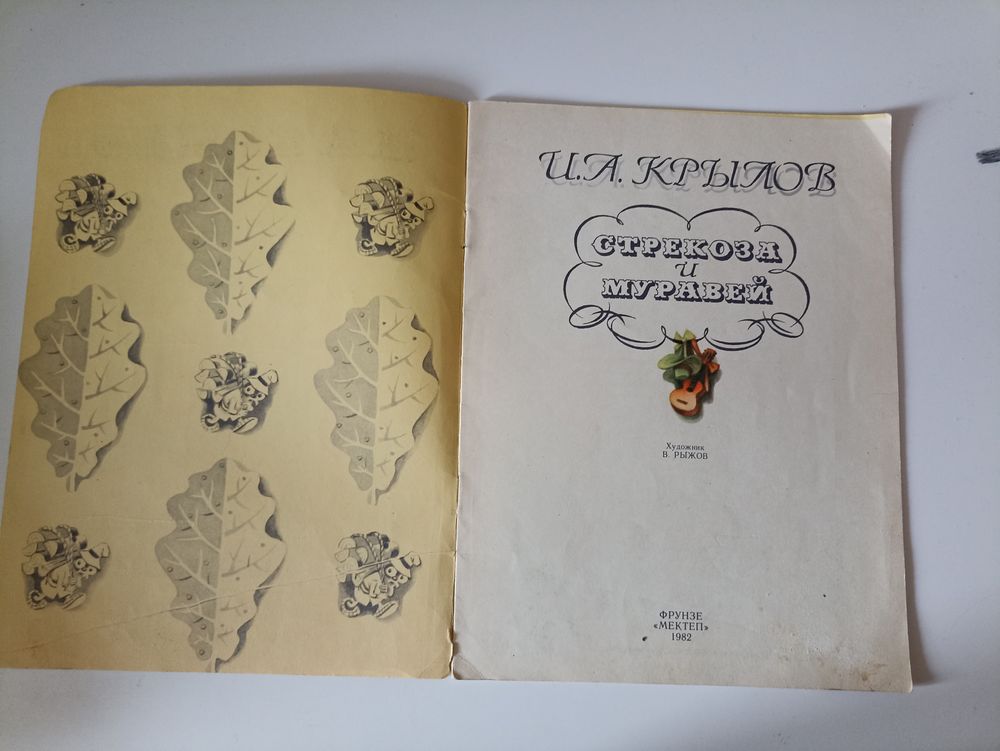 И. А. КРЫЛОВ
СТРЕКОЗА
И
МУРАВЕЙ
Художник
В. РЫЖОВ
ФРУНЗЕ
«МЕКТЕП»
1982